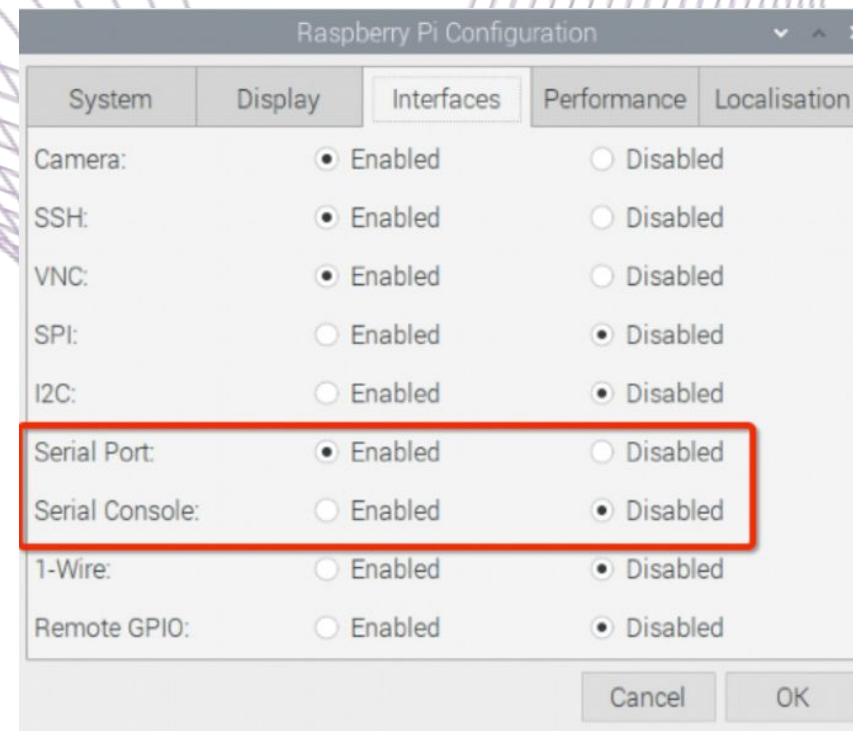 Raspberry Pi Configuration
System Display Interfaces Performance Localisation
Camera: Enabled Disabled
SSH: Enabled Disabled
VNC: Enabled Disabled
SPI: Enabled Disabled
I2C: Enabled Disabled
Serial Port: Enabled Disabled
Serial Console: Enabled Disabled
1-Wire: Enabled Disabled
Remote GPIO: Enabled Disabled
Cancel OK